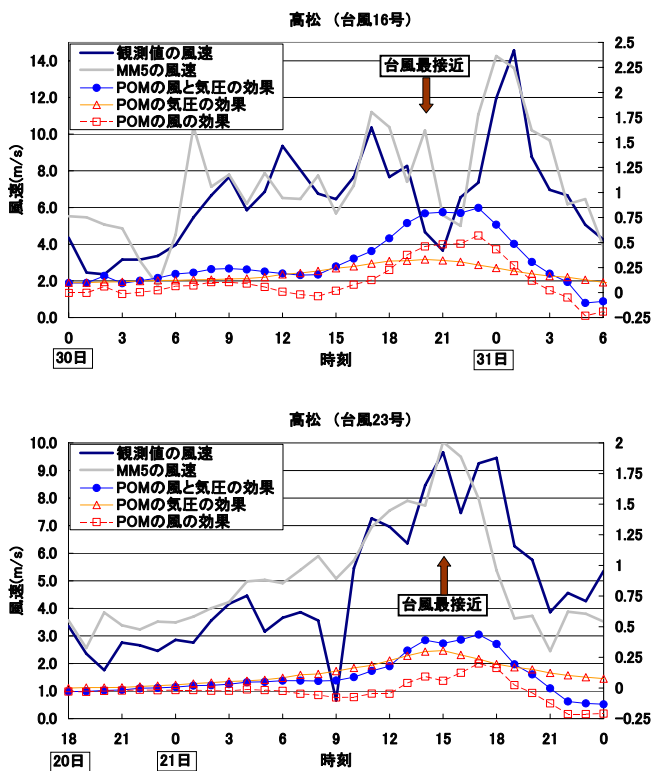 高松 （台風16号）
観測値の風速
MM5の風速
POMの風と気圧の効果
POMの気圧の効果
POMの風の効果
台風最接近
風速(m/s)
14.0
14.0
10.0
8.0
6.0
4.0
2.0
0.0
2.5
2.25
2
1.75
1.5
1.25
1
0.75
0.5
0.25
0
-0.25
0 3 6 9 12 15 18 21 0 3 6
30日 31日
時刻
高松 （台風23号）
観測値の風速
MM5の風速
POMの風と気圧の効果
POMの気圧の効果
POMの風の効果
台風最接近
風速(m/s)
10.0
9.0
8.0
7.0
6.0
5.0
4.0
3.0
2.0
1.0
0.0
2
1.75
1.5
1.25
1
0.75
0.5
0.25
0
-0.25
18 21 0 3 6 9 12 15 18 21 0
20日 21日
時刻